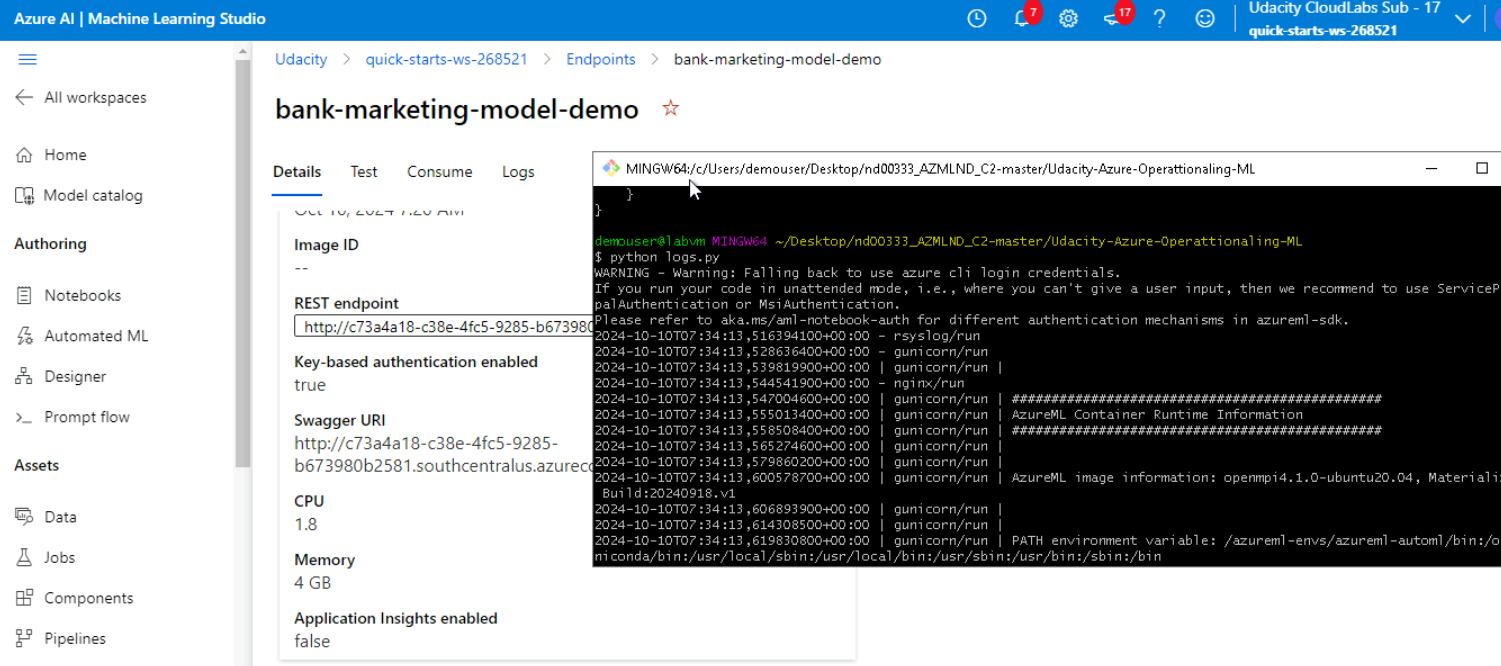 Azure AI | Machine Learning Studio
7
17
Udacity CloudLabs Sub - 17
quick-starts-ws-268521
All workspaces
Home
Model catalog
Authoring
Notebooks
Automated ML
Designer
Prompt flow
Assets
Data
Jobs
Components
Pipelines
Udacity > quick-starts-ws-268521 > Endpoints > bank-marketing-model-demo
bank-marketing-model-demo
Details Test Consume Logs
Image ID
--
REST endpoint
http://c73a4a18-c38e-4fc5-9285-b673980
Key-based authentication enabled
true
Swagger URI
http://c73a4a18-c38e-4fc5-9285-
b673980b2581.southcentralus.azurec
CPU
1.8
Memory
4 GB
Application Insights enabled
false
MINGW64:/c/Users/demouser/Desktop/nd00333_AZMLND_C2-master/Udacity-Azure-Operattionaling-ML
}
}
demouser@labvm MINGW64 ~/Desktop/nd00333_AZMLND_C2-master/Udacity-Azure-Operattionaling-ML
$ python logs.py
WARNING - Warning: Falling back to use azure cli login credentials.
If you run your code in unattended mode, i.e., where you can't give a user input, then we recommend to use ServiceP
palAuthentication or MsiAuthentication.
Please refer to aka.ms/aml-notebook-auth for different authentication mechanisms in azureml-sdk.
2024-10-10T07:34:13,516394100+00:00 - rsyslog/run
2024-10-10T07:34:13,528636400+00:00 - gunicorn/run
2024-10-10T07:34:13,539819900+00:00 | gunicorn/run |
2024-10-10T07:34:13,544541900+00:00 - nginx/run
2024-10-10T07:34:13,547004600+00:00 | gunicorn/run | ###############################################
2024-10-10T07:34:13,555013400+00:00 | gunicorn/run | AzureML Container Runtime Information
2024-10-10T07:34:13,558508400+00:00 | gunicorn/run | ###############################################
2024-10-10T07:34:13,565274600+00:00 | gunicorn/run |
2024-10-10T07:34:13,579860200+00:00 | gunicorn/run |
2024-10-10T07:34:13,600578700+00:00 | gunicorn/run | AzureML image information: openmpi4.1.0-ubuntu20.04, Materiali
Build:20240918.v1
2024-10-10T07:34:13,606893900+00:00 | gunicorn/run |
2024-10-10T07:34:13,614308500+00:00 | gunicorn/run |
2024-10-10T07:34:13,619830800+00:00 | gunicorn/run | PATH environment variable: /azureml-envs/azureml-automl/bin:/o
niconda/bin:/usr/local/sbin:/usr/local/bin:/usr/sbin:/usr/bin:/sbin:/bin